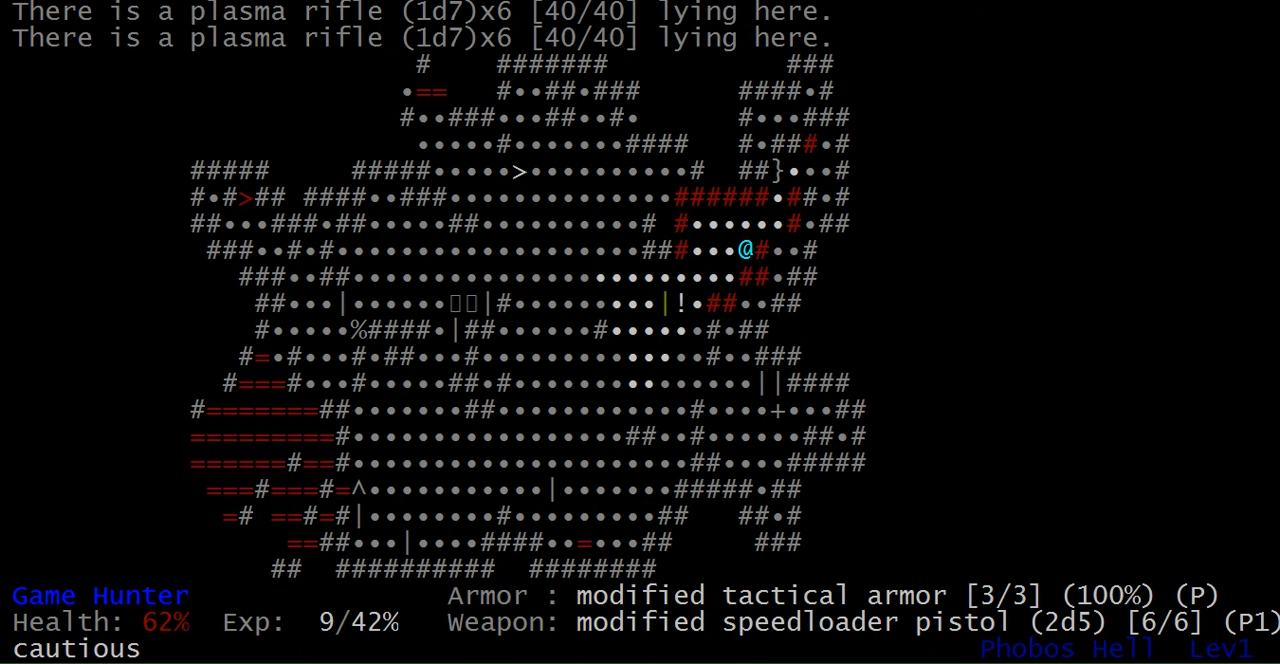 There is a plasma rifle (1d7)x6 [40/40] lying here.
There is a plasma rifle (1d7)x6 [40/40] lying here.
Game Hunter Armor : modified tactical armor [3/3] (100%) (P)
Health: 62% Exp: 9/42% Weapon: modified speedloader pistol (2d5) [6/6] (P1)
cautious Phobos Hell Lev1